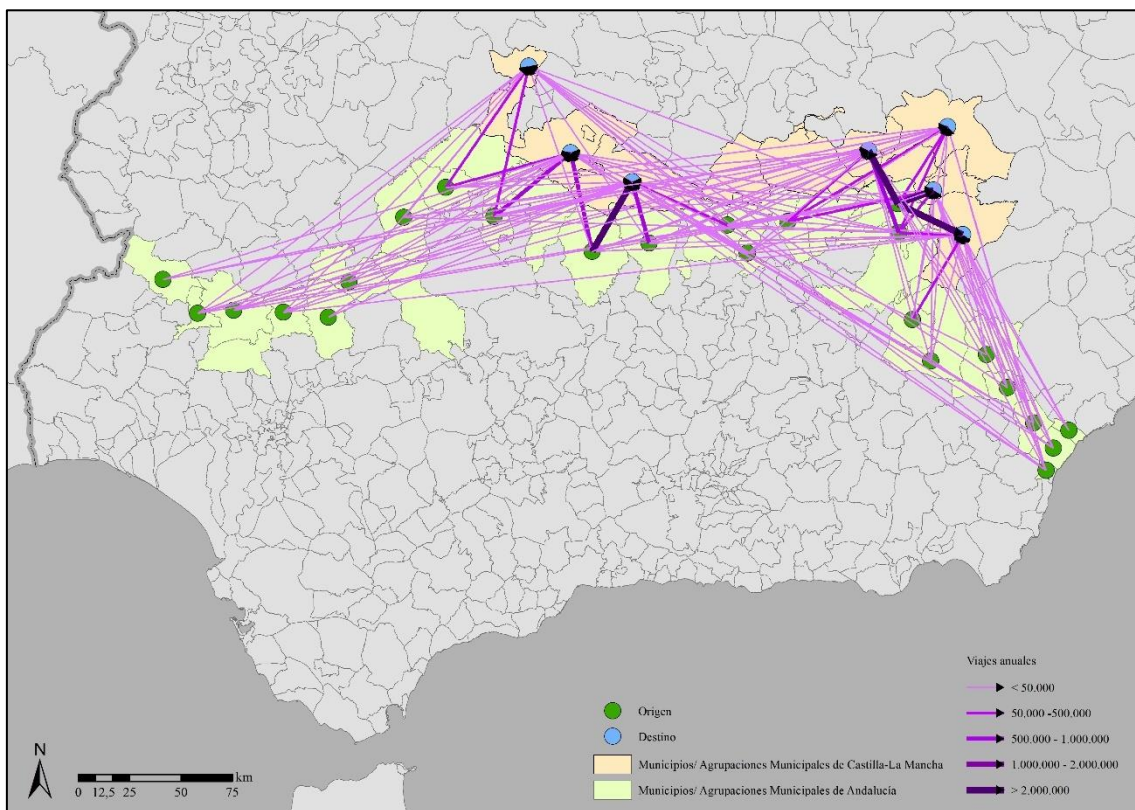 Viajes anuales
< 50.000
50,000 -500,000
500.000 - 1.000.000
1.000.000 - 2.000.000
> 2.000.000
Origen
Destino
Municipios/ Agrupaciones Municipales de Castilla-La Mancha
Municipios/ Agrupaciones Municipales de Andalucía
N
km
0 12,5 25 50 75